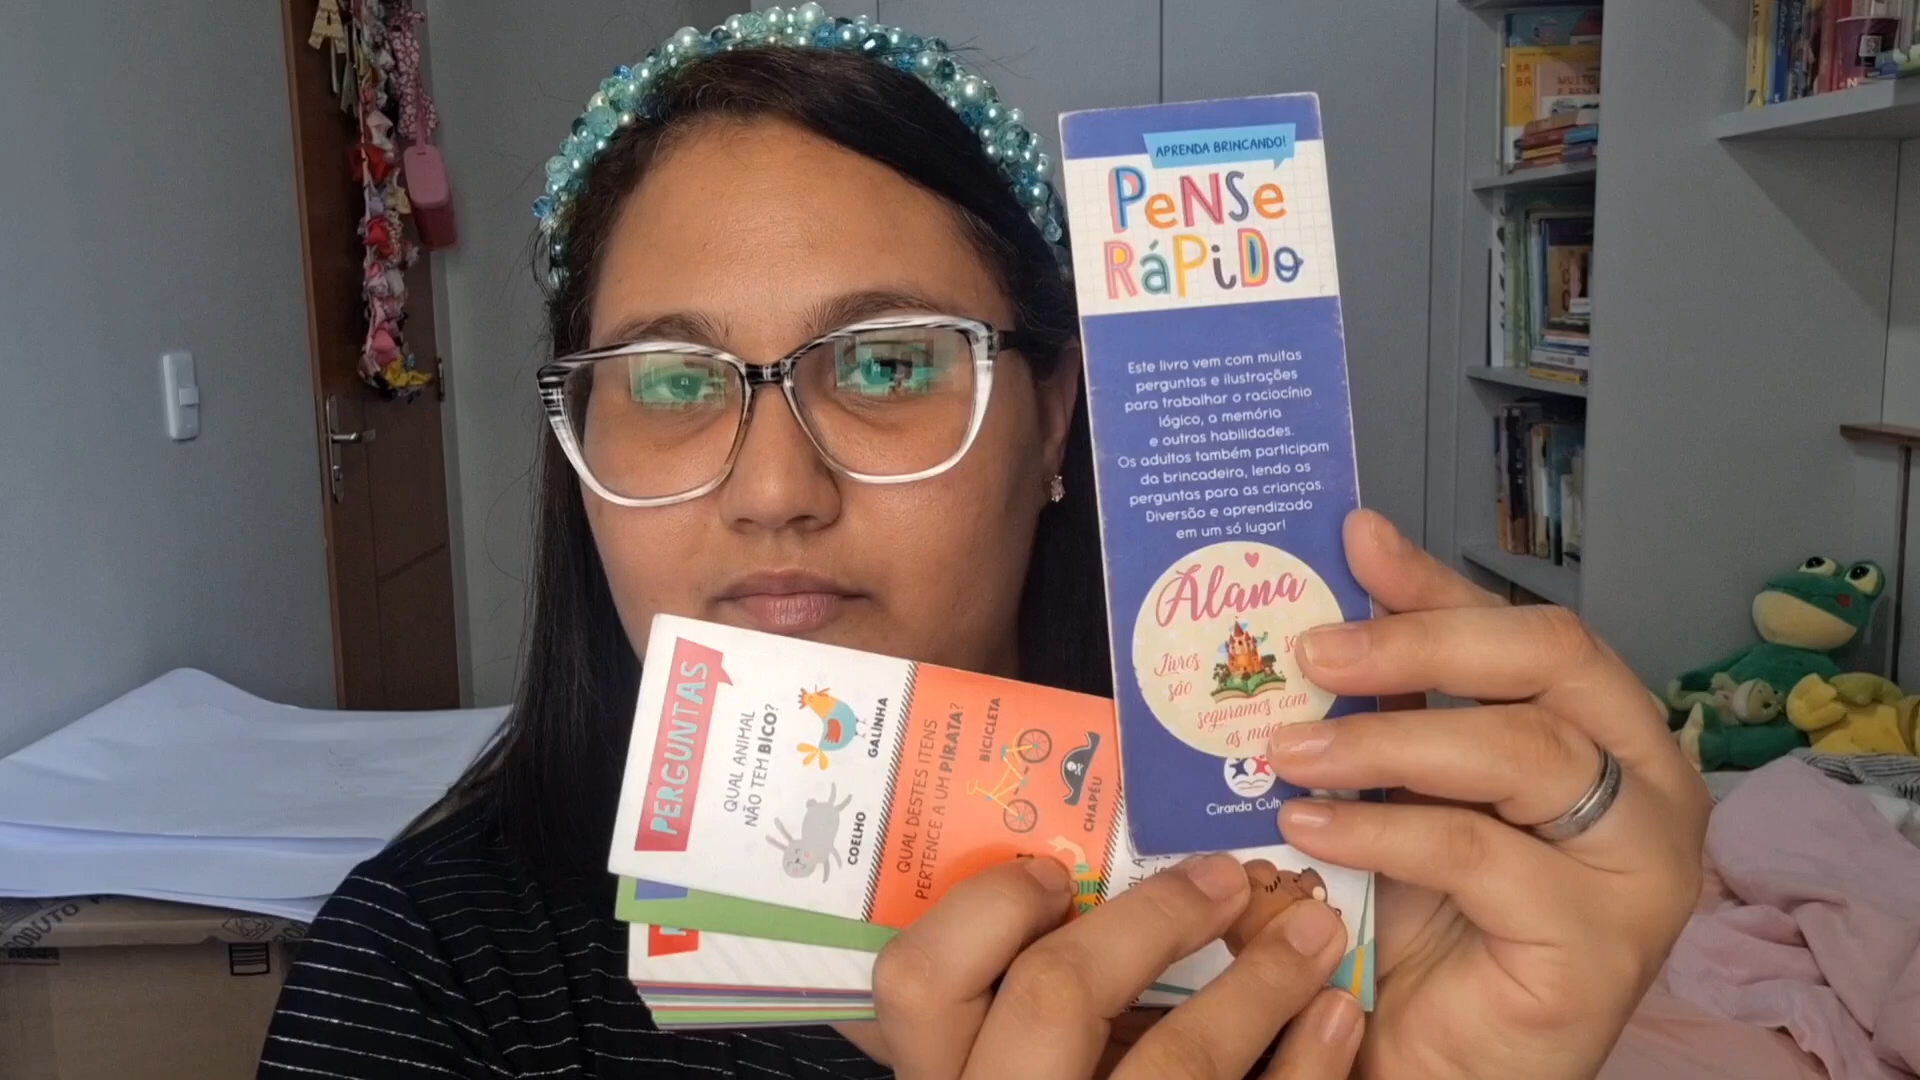 APRENDA BRINCANDO!
PeNSe
RáPiDo
Este livro vem com muitas
perguntas e ilustrações
para trabalhar o raciocínio
lógico, a memória
e outras habilidades.
Os adultos também participam
da brincadeira, lendo as
perguntas para as crianças.
Diversão e aprendizado
em um só lugar!
Alana
Livros
são
seguramos com
as
Ciranda
PERGUNTAS
QUAL ANIMAL
NÃO TEM BICO?
GALINHA
COELHO
QUAL DESTES ITENS
PERTENCE A UM PIRATA?
BICICLETA
CHAPÉU